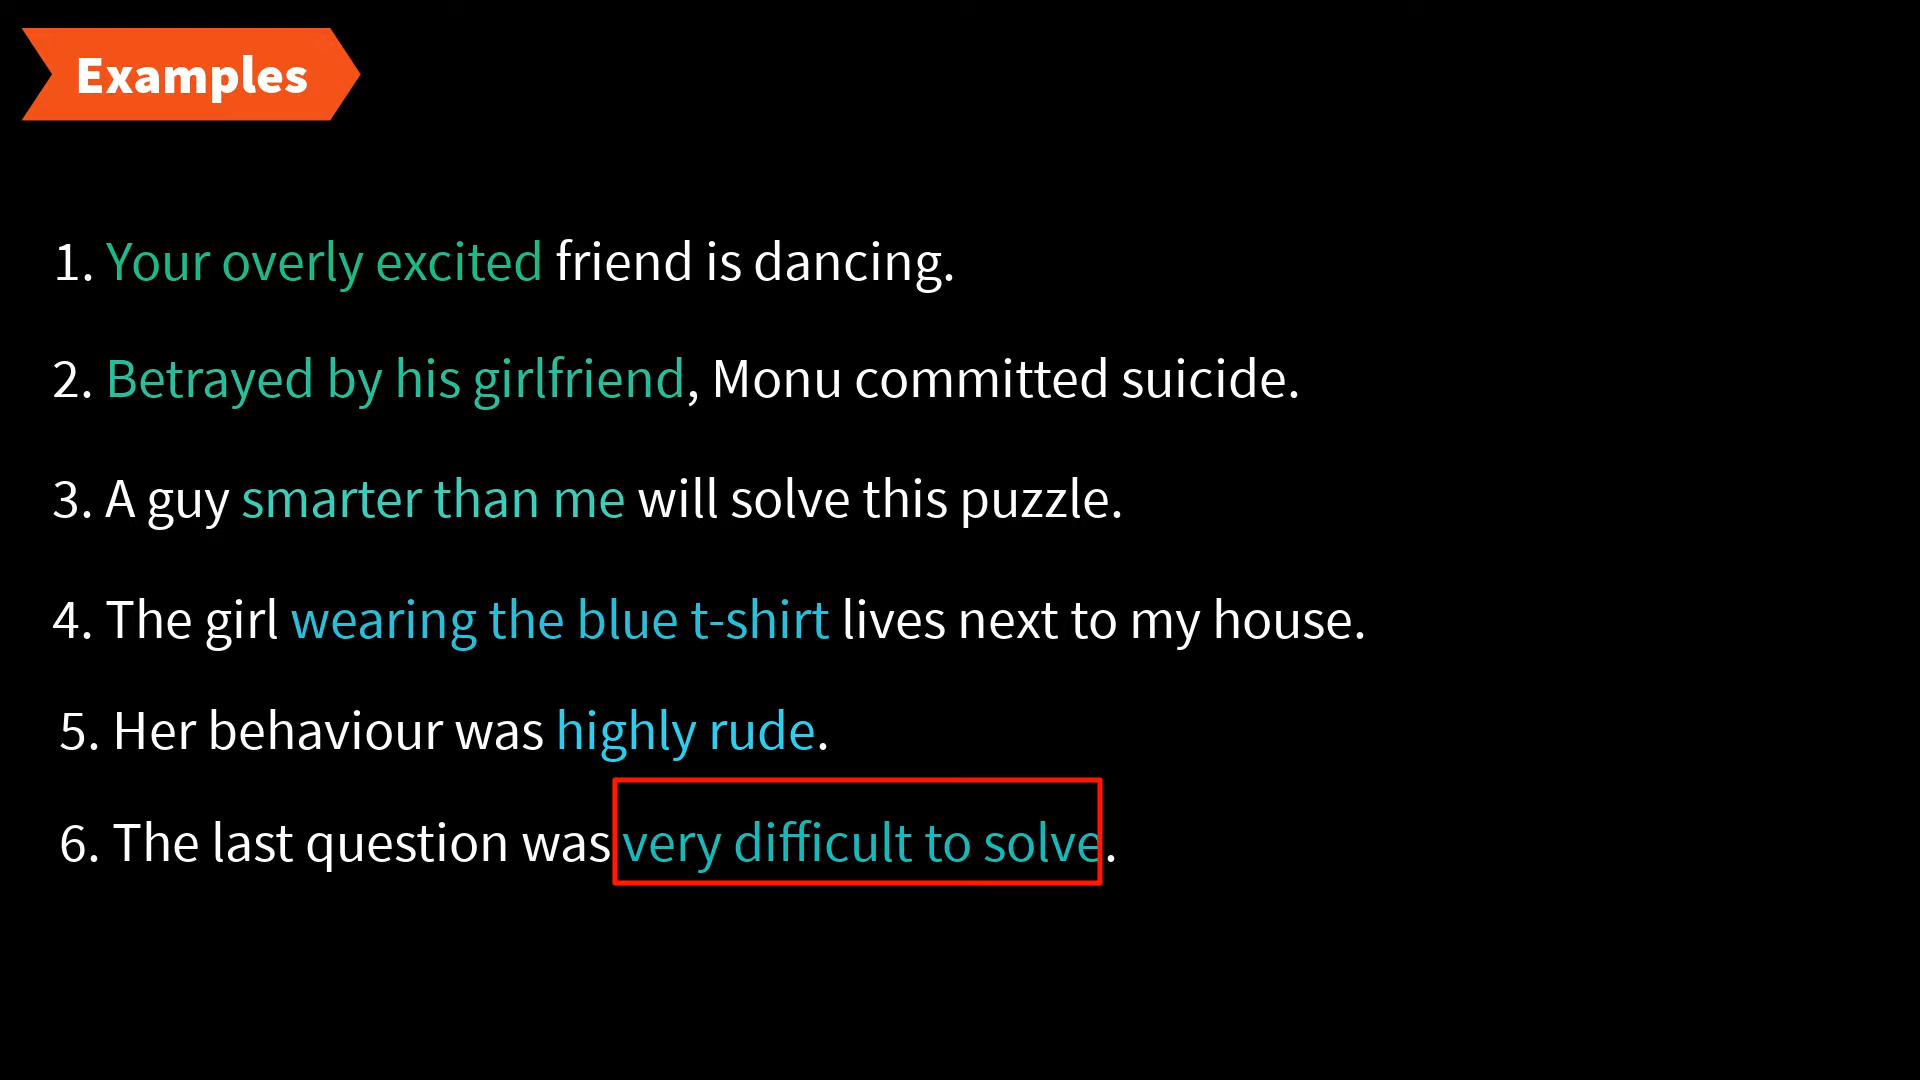 Examples
1. Your overly excited friend is dancing.
2. Betrayed by his girlfriend, Monu committed suicide.
3. A guy smarter than me will solve this puzzle.
4. The girl wearing the blue t-shirt lives next to my house.
5. Her behaviour was highly rude.
6. The last question was very difficult to solve.